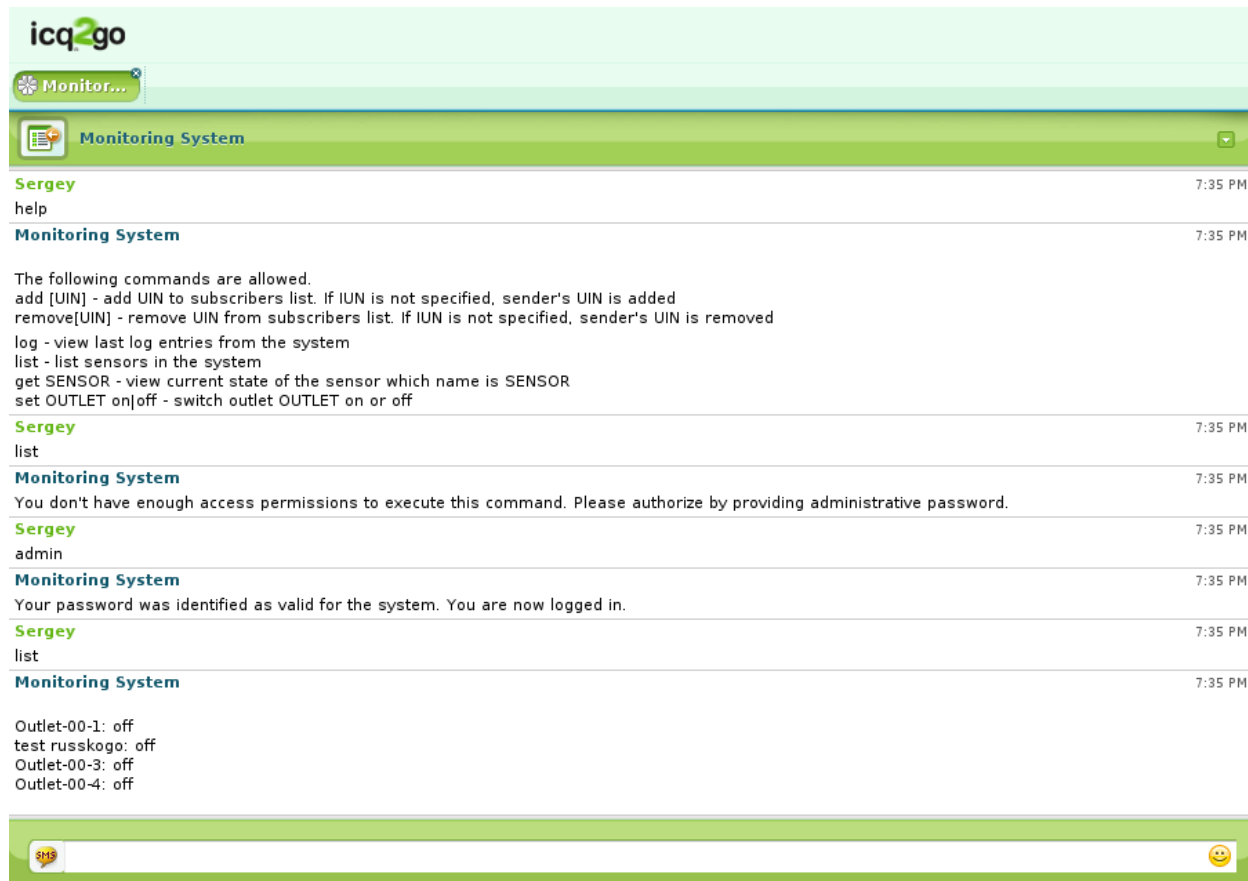 icq2go
Monitor...
Monitoring System
Sergey 7:35 PM
help
Monitoring System 7:35 PM
The following commands are allowed.
add [UIN] - add UIN to subscribers list. If IUN is not specified, sender's UIN is added
remove[UIN] - remove UIN from subscribers list. If IUN is not specified, sender's UIN is removed
log - view last log entries from the system
list - list sensors in the system
get SENSOR - view current state of the sensor which name is SENSOR
set OUTLET on|off - switch outlet OUTLET on or off
Sergey 7:35 PM
list
Monitoring System 7:35 PM
You don't have enough access permissions to execute this command. Please authorize by providing administrative password.
Sergey 7:35 PM
admin
Monitoring System 7:35 PM
Your password was identified as valid for the system. You are now logged in.
Sergey 7:35 PM
list
Monitoring System 7:35 PM
Outlet-00-1: off
test russkogo: off
Outlet-00-3: off
Outlet-00-4: off
SMS